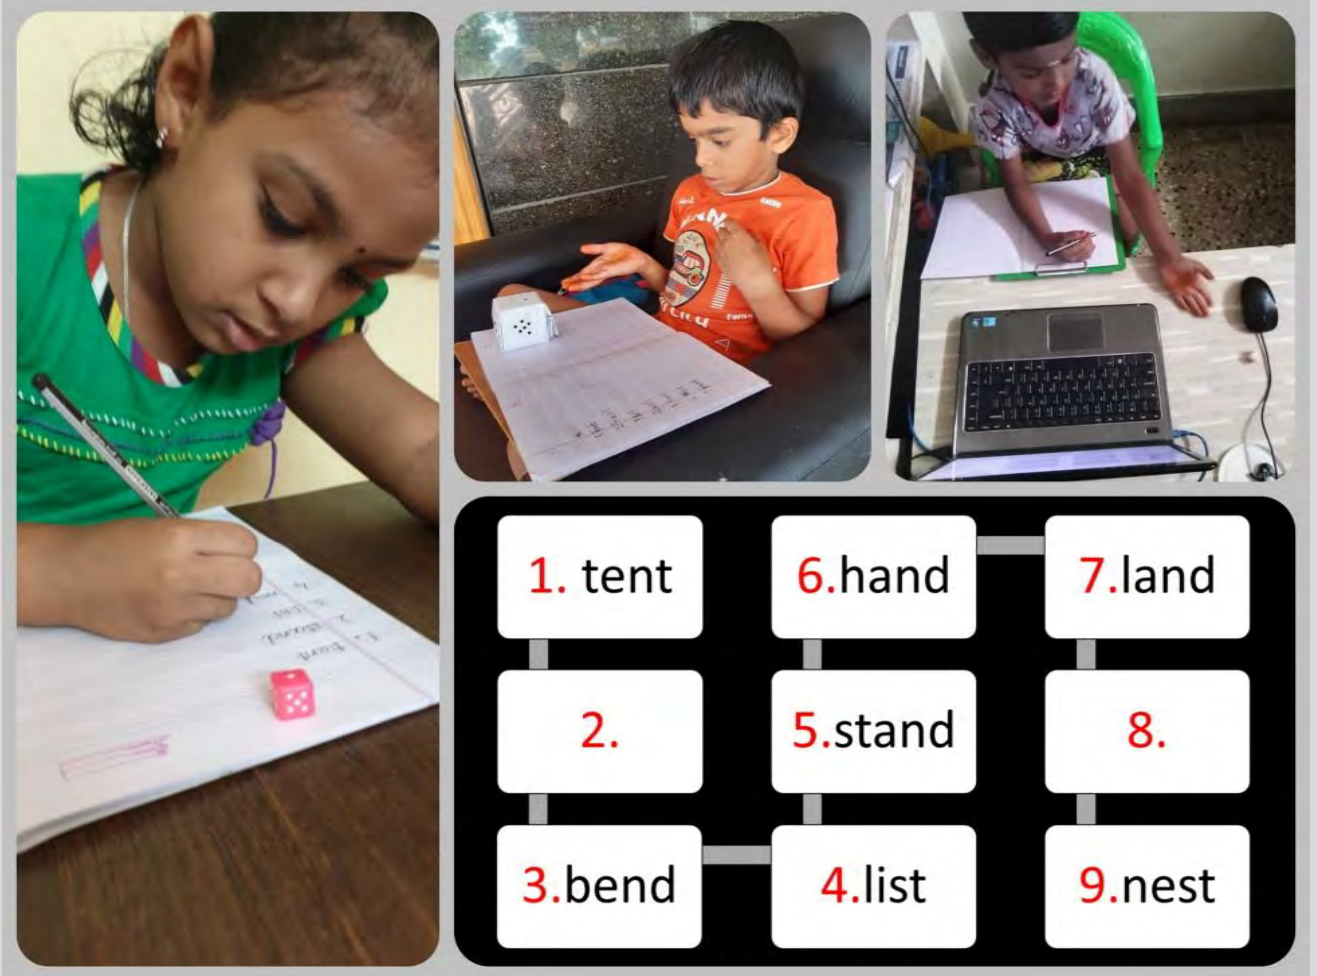 1. tent
2.
3.bend
4.list
5.stand
6.hand
7.land
8.
9.nest